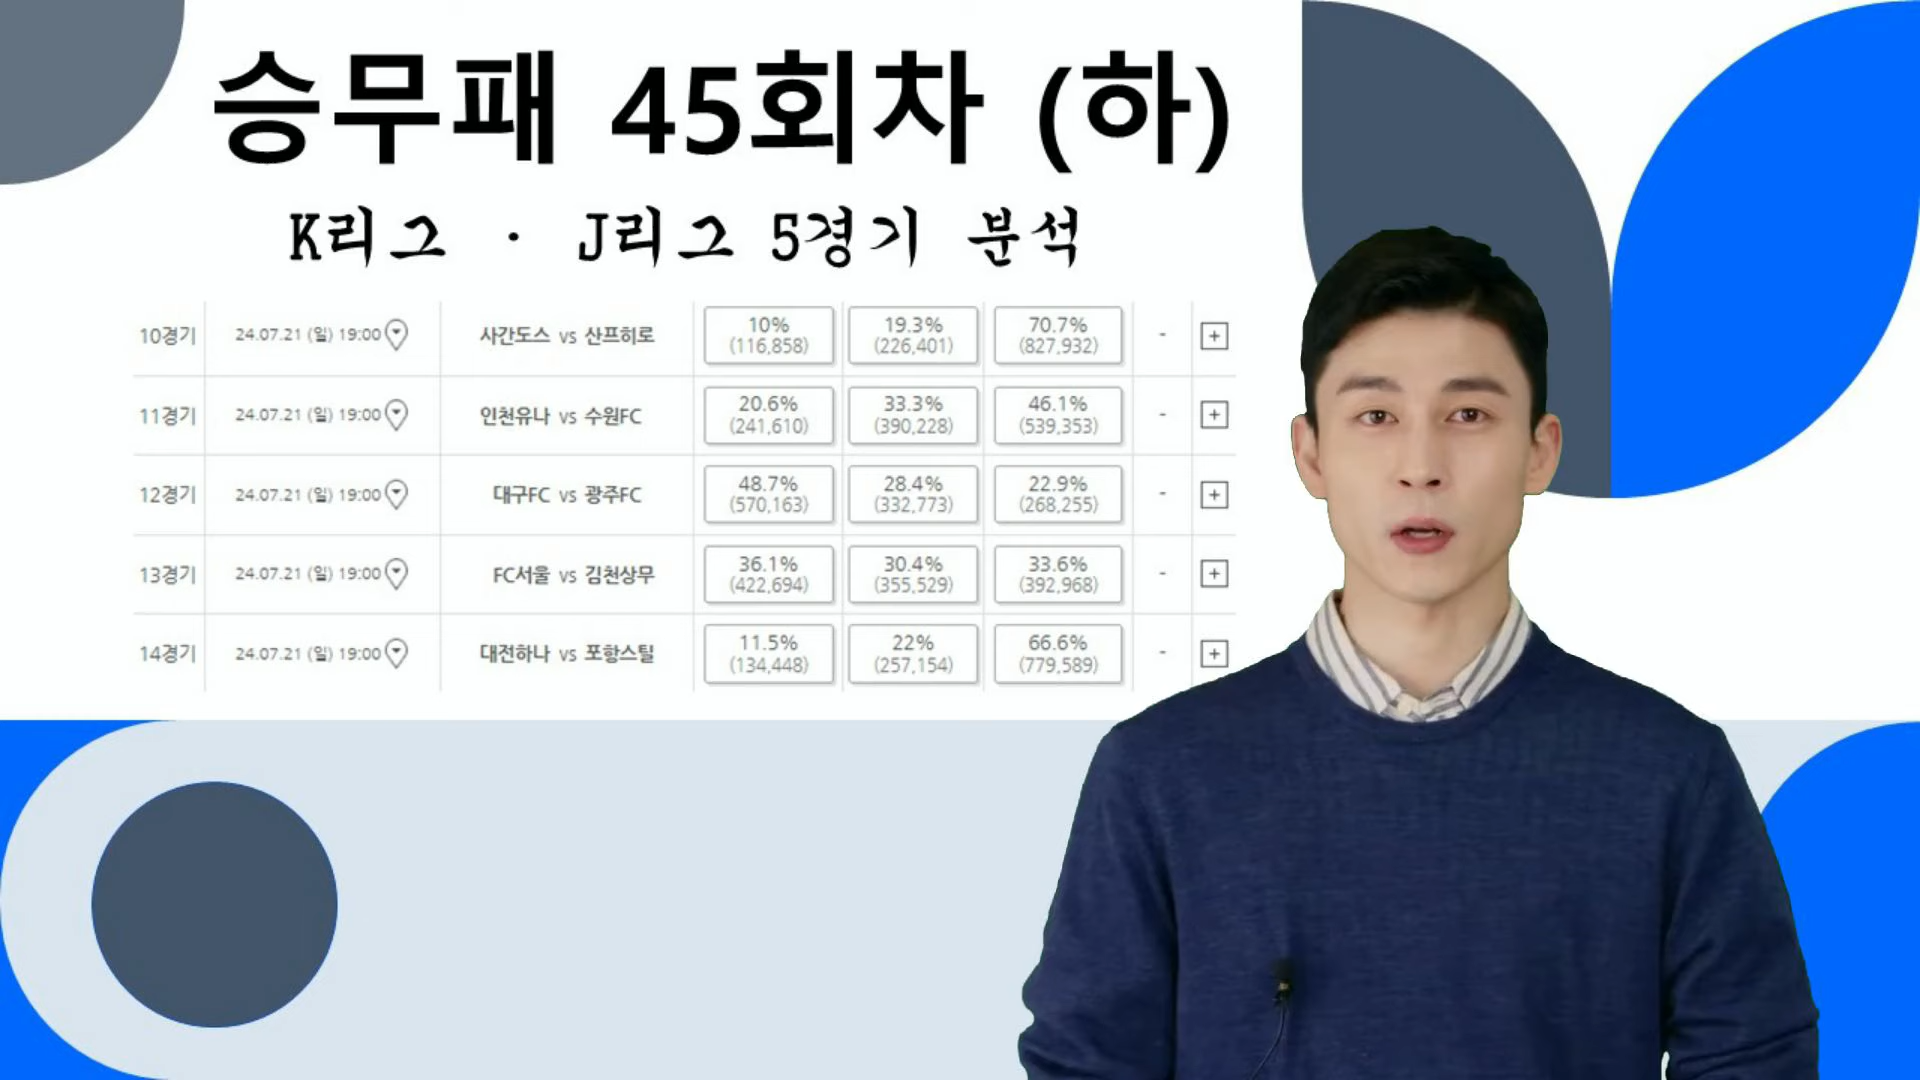 승무패 45회차 (하)
K리그 · J리그 5경기 분석
10경기 24.07.21 (일) 19:00 사간도스 vs 산프히로 10% (116,858) 19.3% (226,401) 70.7% (827,932) - +
11경기 24.07.21 (일) 19:00 인천유나 vs 수원FC 20.6% (241,610) 33.3% (390,228) 46.1% (539,353) - +
12경기 24.07.21 (일) 19:00 대구FC vs 광주FC 48.7% (570,163) 28.4% (332,773) 22.9% (268,255) - +
13경기 24.07.21 (일) 19:00 FC서울 vs 김천상무 36.1% (422,694) 30.4% (355,529) 33.6% (392,968) - +
14경기 24.07.21 (일) 19:00 대전하나 vs 포항스틸 11.5% (134,448) 22% (257,154) 66.6% (779,589) - +